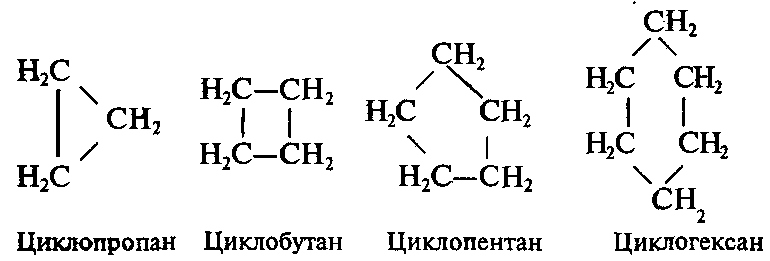 H₂C
CH₂
H₂C
Циклопропан
H₂C—CH₂
H₂C—CH₂
Циклобутан
CH₂
H₂C CH₂
H₂C—CH₂
Циклопентан
CH₂
H₂C CH₂
H₂C CH₂
CH₂
Циклогексан